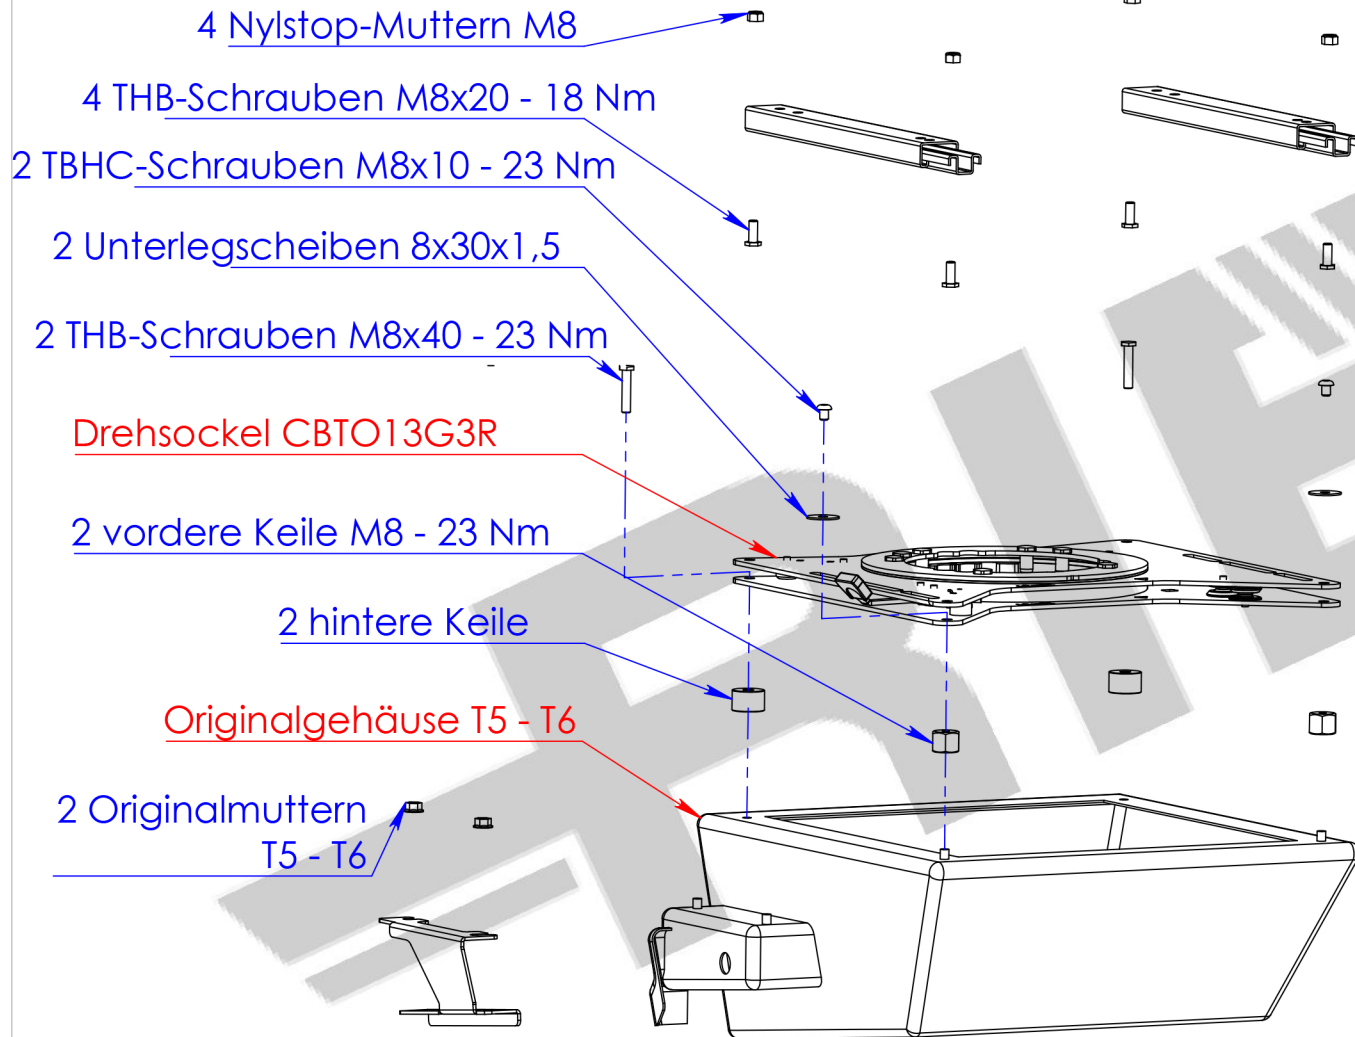 4 Nylstop-Muttern M8
4 THB-Schrauben M8x20 - 18 Nm
2 TBHC-Schrauben M8x10 - 23 Nm
2 Unterlegscheiben 8x30x1,5
2 THB-Schrauben M8x40 - 23 Nm
Drehsockel CBTO13G3R
2 vordere Keile M8 - 23 Nm
2 hintere Keile
Originalgehäuse T5 - T6
2 Originalmuttern
T5 - T6